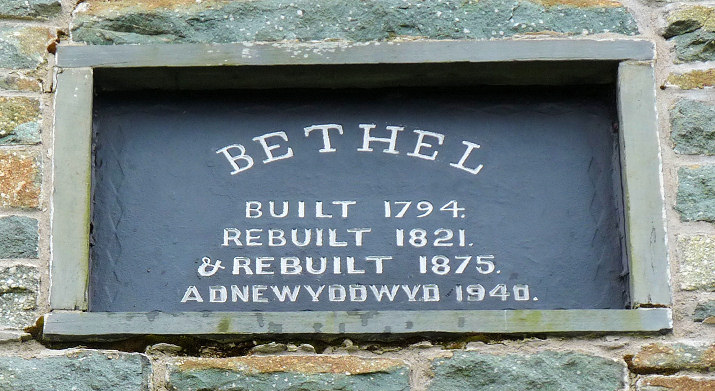 BETHEL
BUILT 1794.
REBUILT 1821.
& REBUILT 1875.
ADNEWYDDWYD 1940.